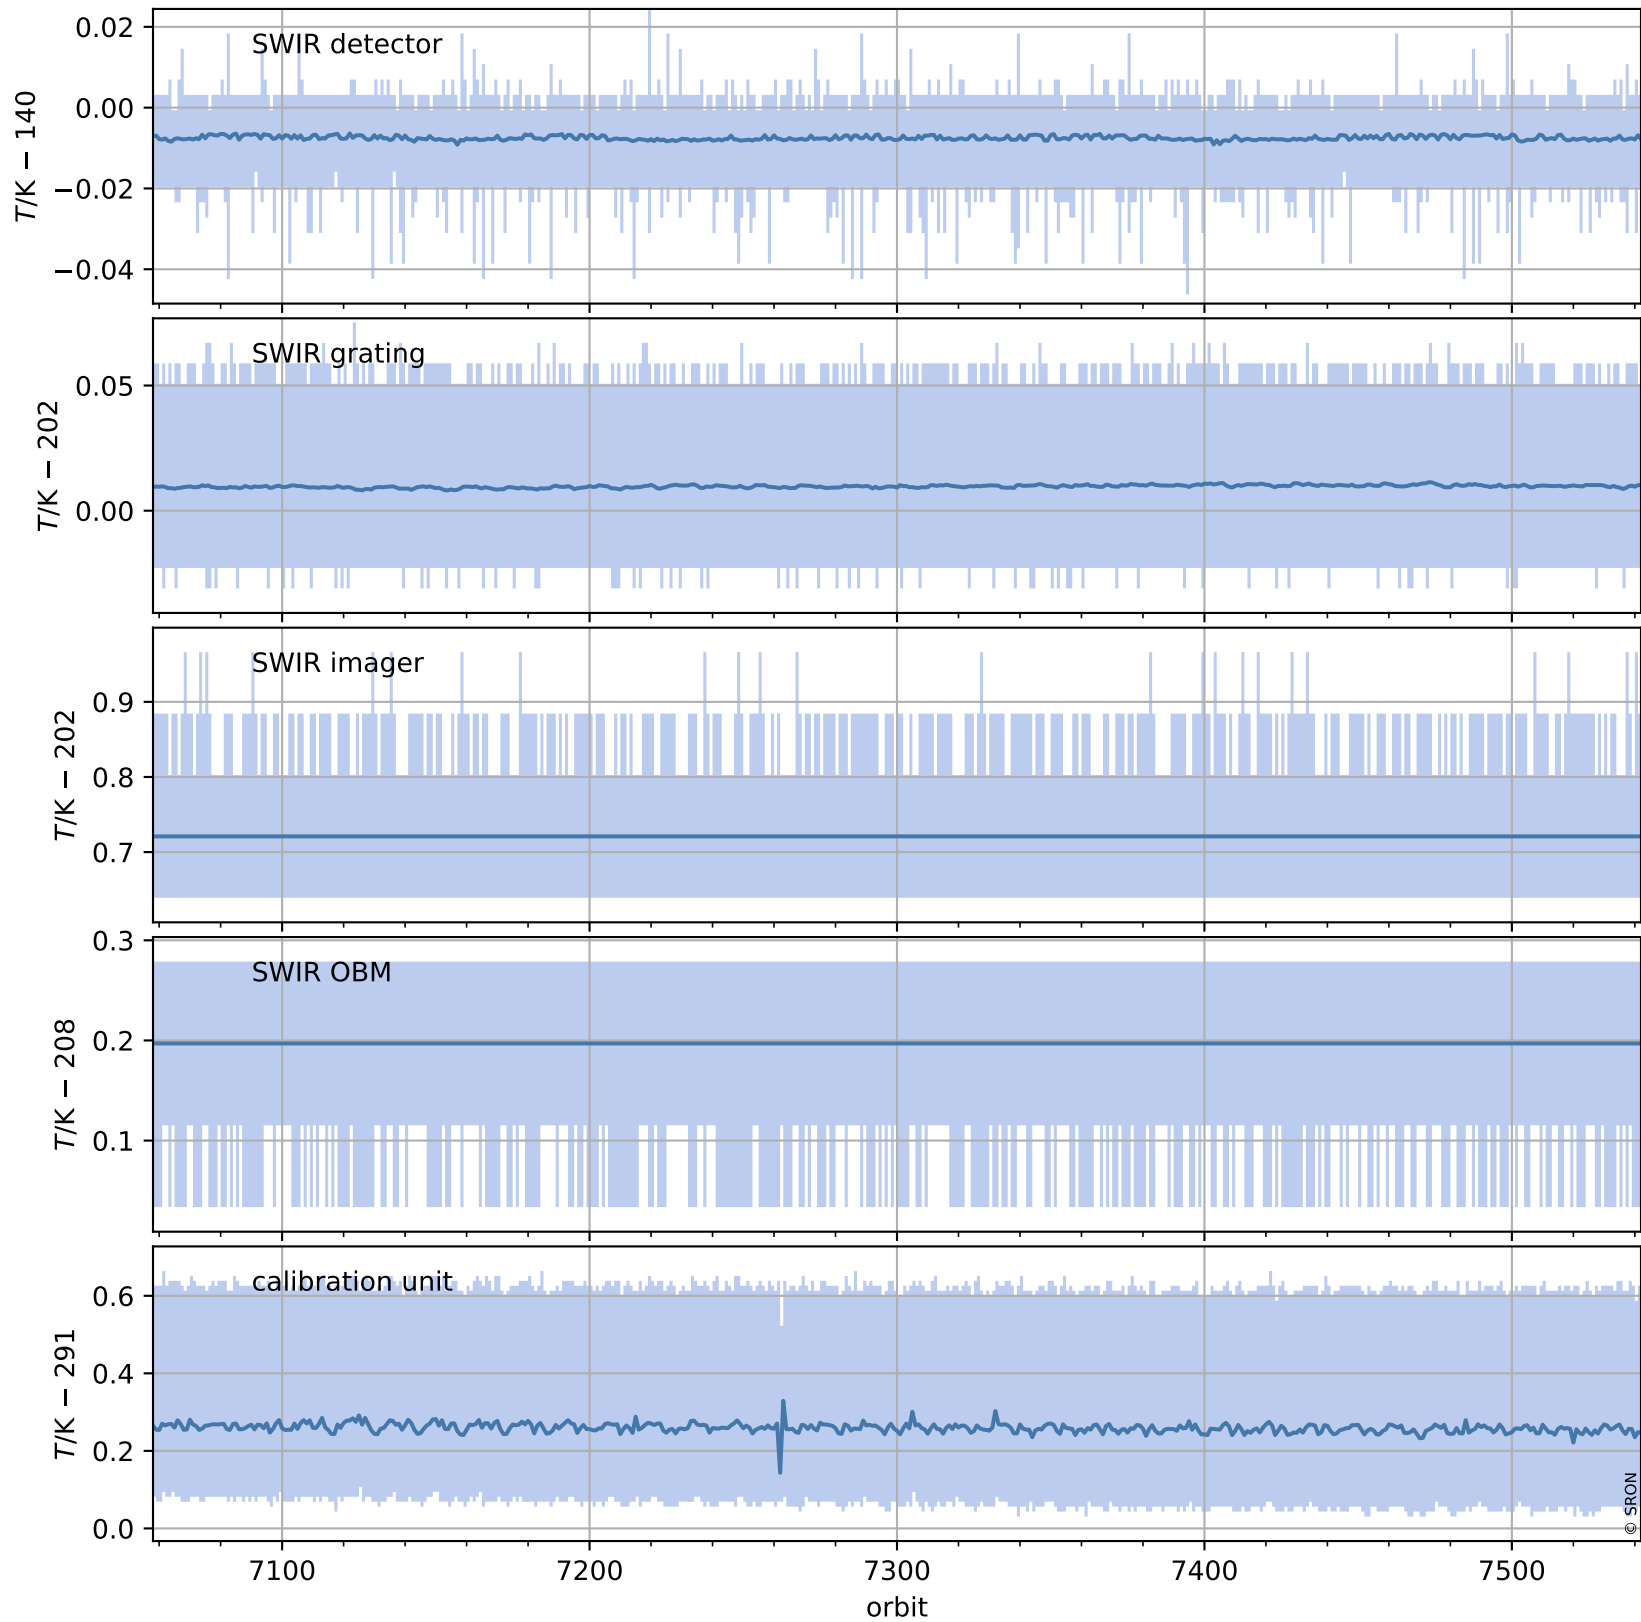 SWIR detector
T/K − 140
0.02
0.00
−0.02
−0.04
SWIR grating
T/K − 202
0.05
0.00
SWIR imager
T/K − 202
0.9
0.8
0.7
SWIR OBM
T/K − 208
0.3
0.2
0.1
calibration unit
T/K − 291
0.6
0.4
0.2
0.0
© SRON
7100 7200 7300 7400 7500
orbit